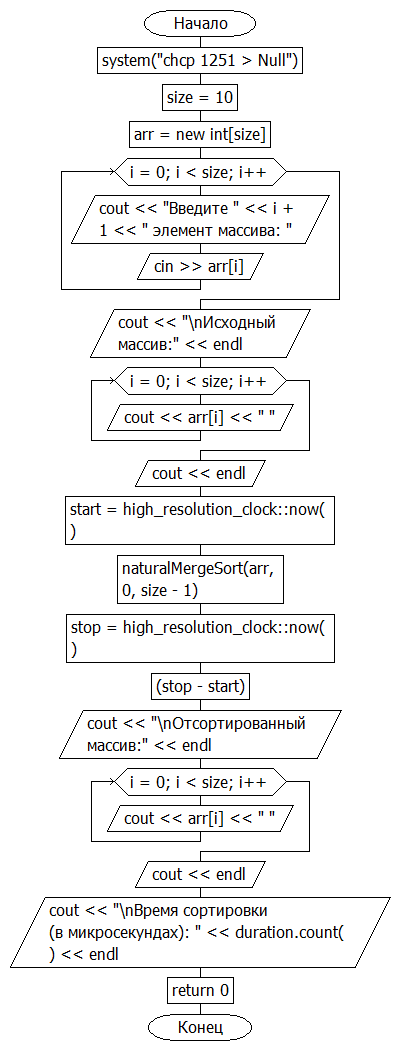 Начало
system("chcp 1251 > Null")
size = 10
arr = new int[size]
i = 0; i < size; i++
cout << "Введите " << i +
1 << " элемент массива: "
cin >> arr[i]
cout << "\nИсходный
массив:" << endl
i = 0; i < size; i++
cout << arr[i] << " "
cout << endl
start = high_resolution_clock::now(
)
naturalMergeSort(arr,
0, size - 1)
stop = high_resolution_clock::now(
)
(stop - start)
cout << "\nОтсортированный
массив:" << endl
i = 0; i < size; i++
cout << arr[i] << " "
cout << endl
cout << "\nВремя сортировки
(в микросекундах): " << duration.count(
) << endl
return 0
Конец